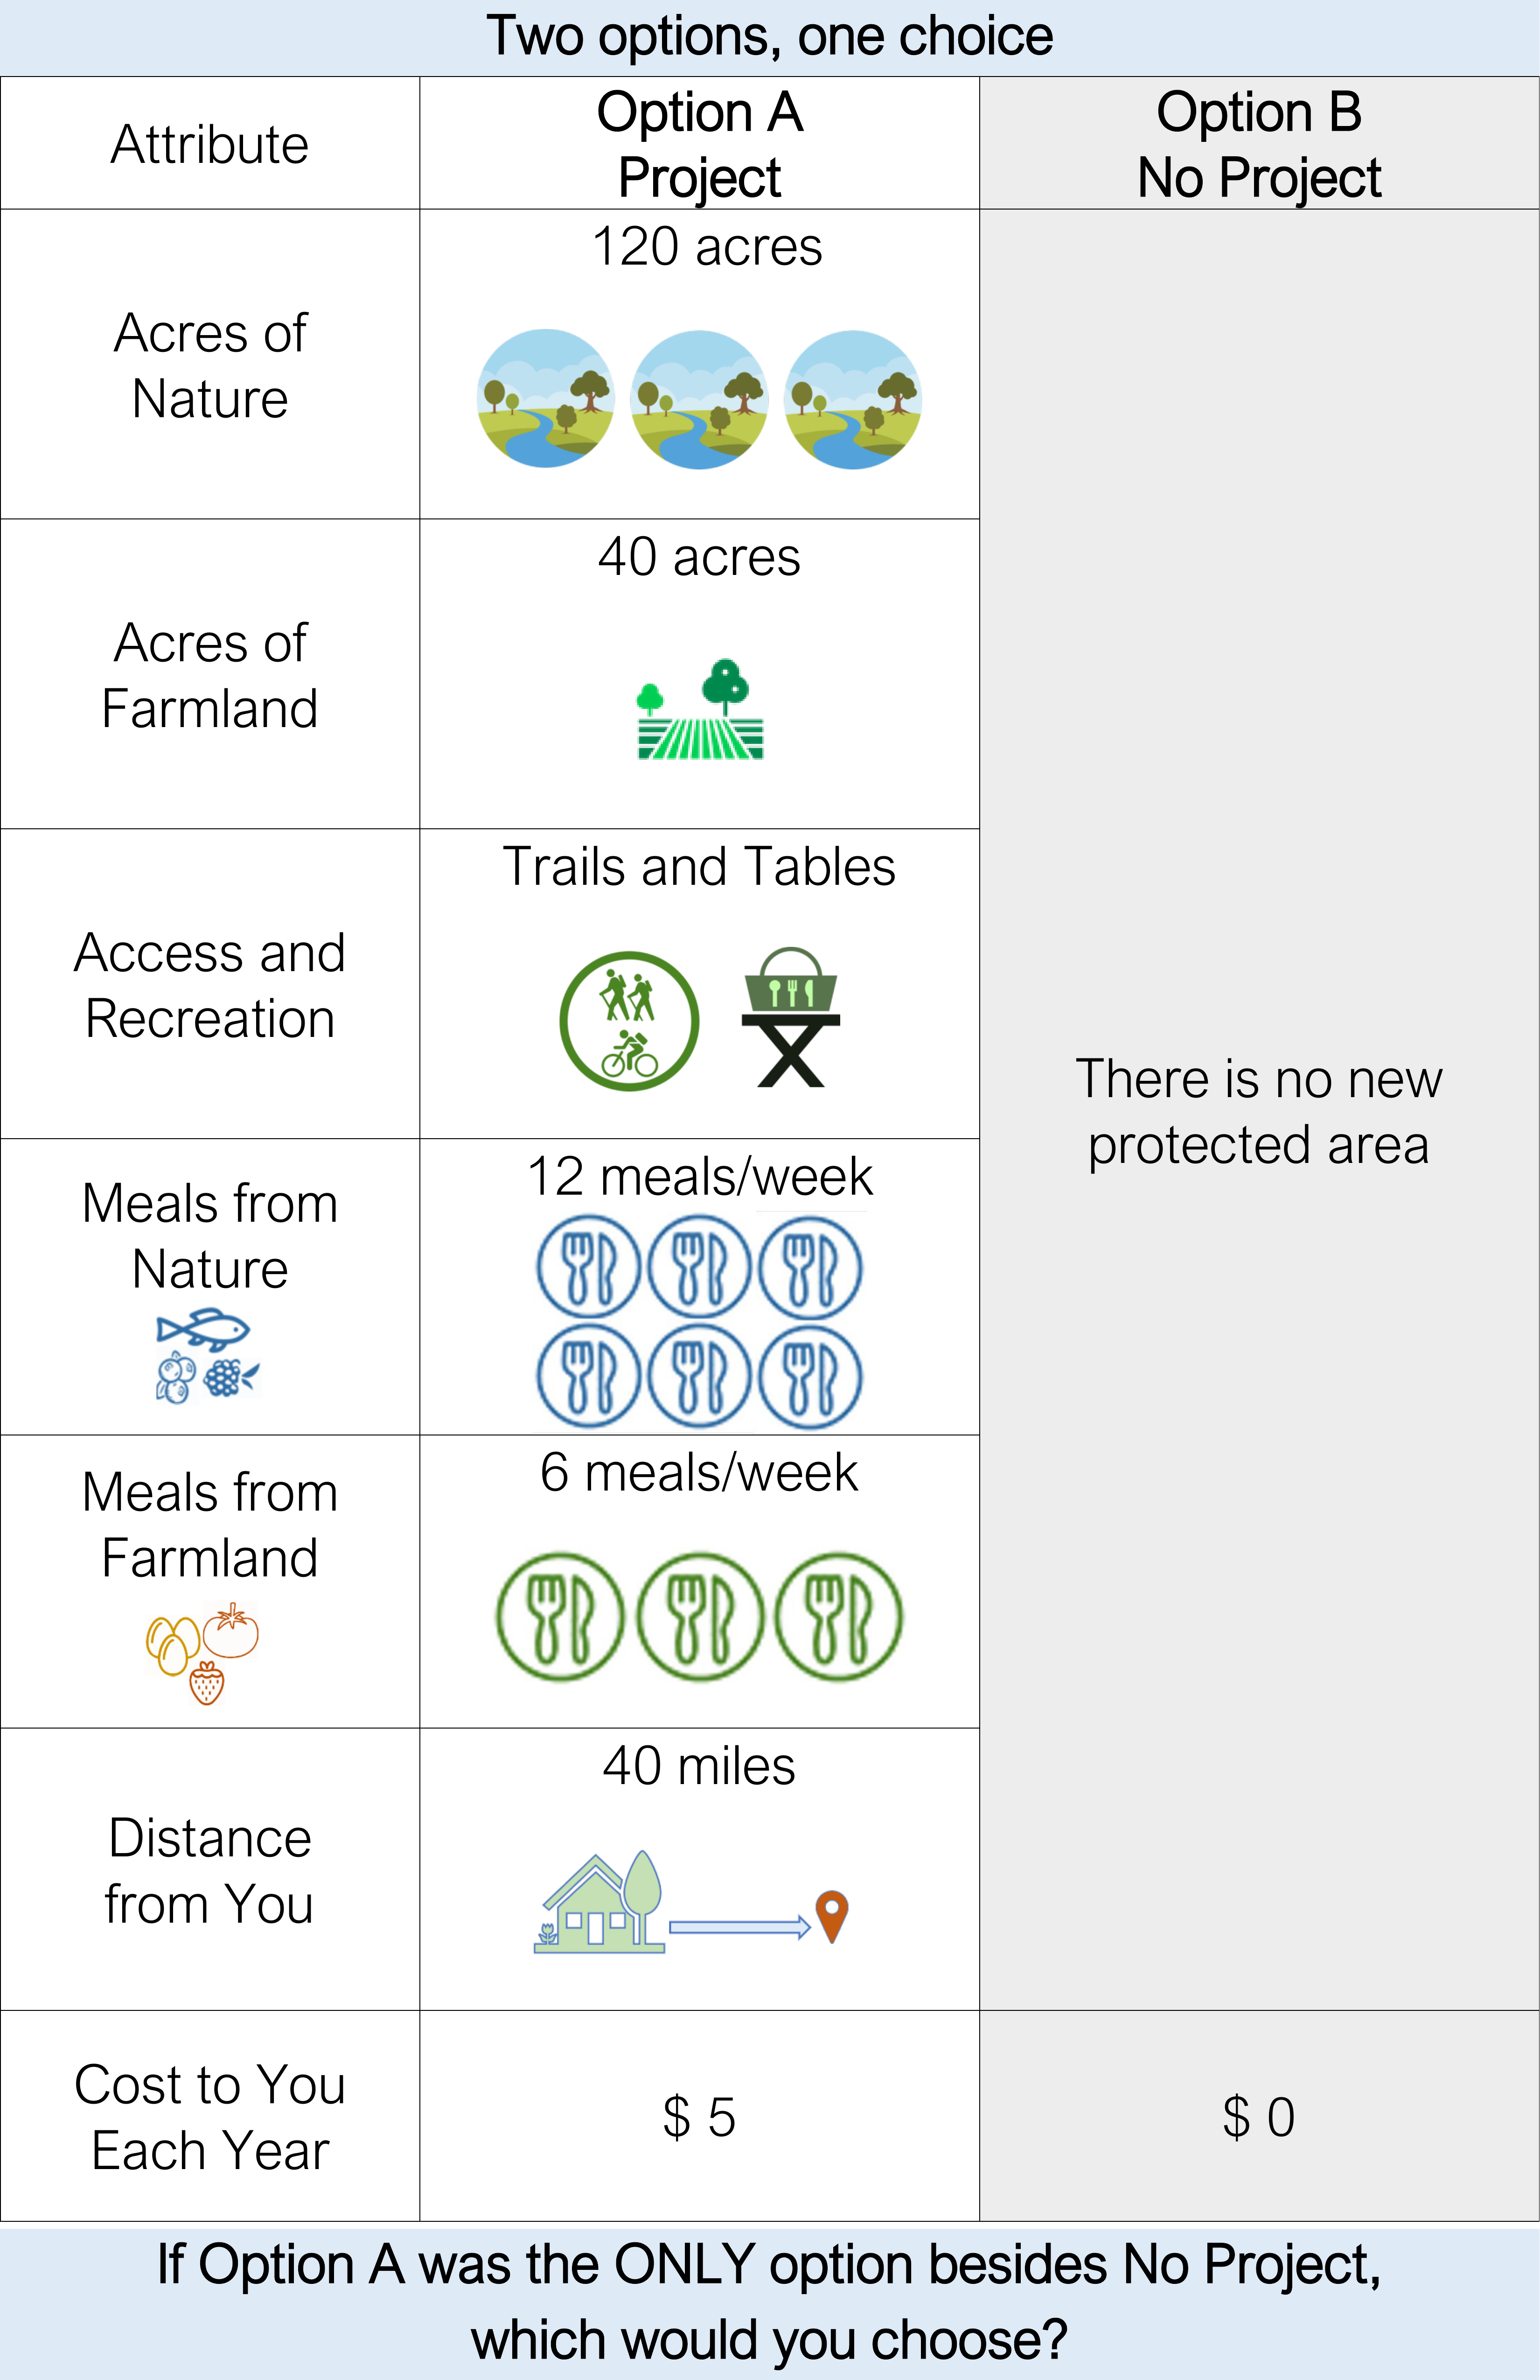 Two options, one choice
Attribute
Option A
Project
Option B
No Project
Acres of
Nature
120 acres
Acres of
Farmland
40 acres
Access and
Recreation
Trails and Tables
There is no new
protected area
Meals from
Nature
12 meals/week
Meals from
Farmland
6 meals/week
Distance
from You
40 miles
Cost to You
Each Year
$ 5
$ 0
If Option A was the ONLY option besides No Project,
which would you choose?